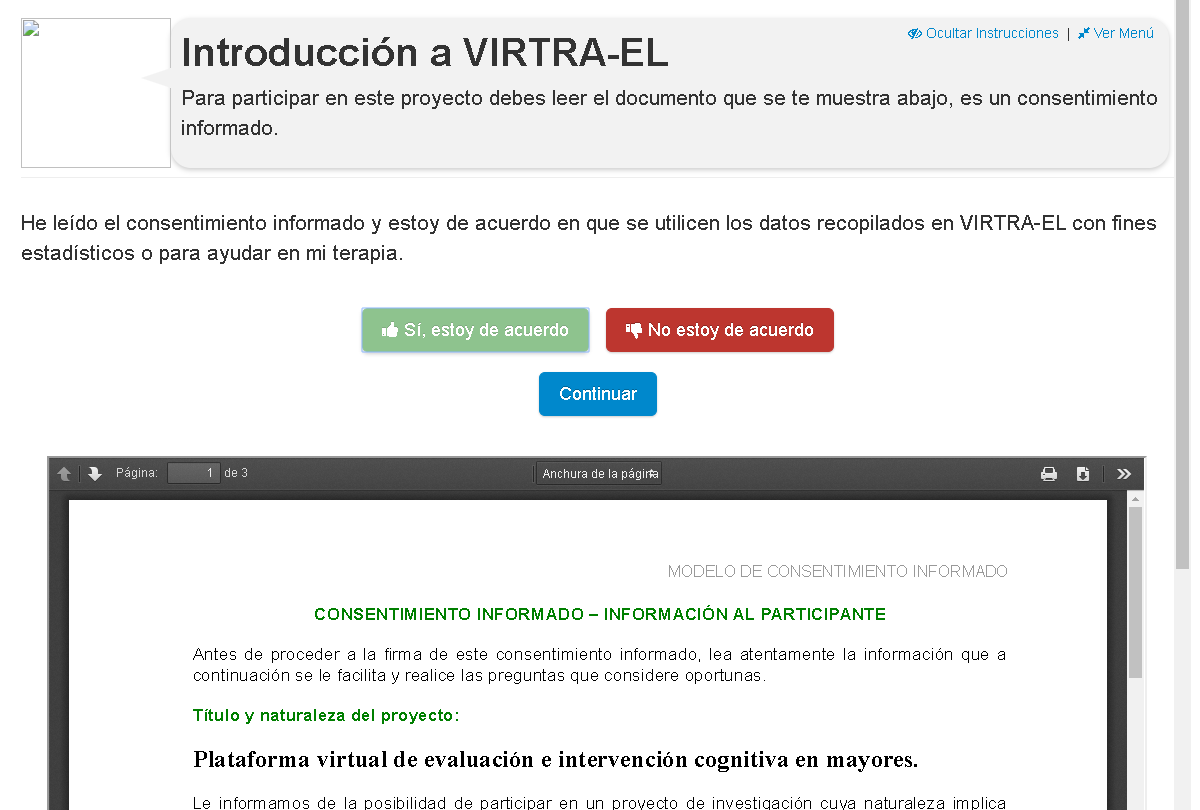 Ocultar Instrucciones | Ver Menú
Introducción a VIRTRA-EL
Para participar en este proyecto debes leer el documento que se te muestra abajo, es un consentimiento
informado.
He leído el consentimiento informado y estoy de acuerdo en que se utilicen los datos recopilados en VIRTRA-EL con fines
estadísticos o para ayudar en mi terapia.
Sí, estoy de acuerdo
No estoy de acuerdo
Continuar
Página: 1 de 3
Anchura de la página
MODELO DE CONSENTIMIENTO INFORMADO
CONSENTIMIENTO INFORMADO – INFORMACIÓN AL PARTICIPANTE
Antes de proceder a la firma de este consentimiento informado, lea atentamente la información que a
continuación se le facilita y realice las preguntas que considere oportunas.
Título y naturaleza del proyecto:
Plataforma virtual de evaluación e intervención cognitiva en mayores.
Le informamos de la posibilidad de participar en un proyecto de investigación cuya naturaleza implica